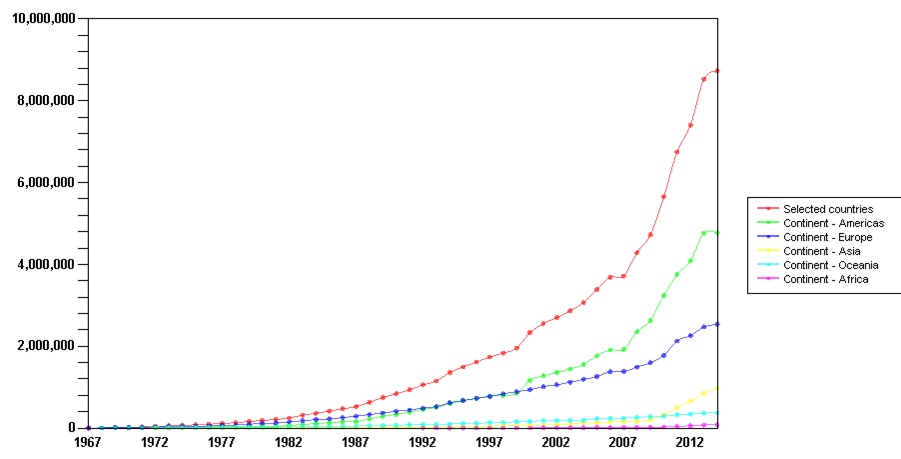 10,000,000
8,000,000
6,000,000
4,000,000
2,000,000
0
1967 1972 1977 1982 1987 1992 1997 2002 2007 2012
Selected countries
Continent - Americas
Continent - Europe
Continent - Asia
Continent - Oceania
Continent - Africa